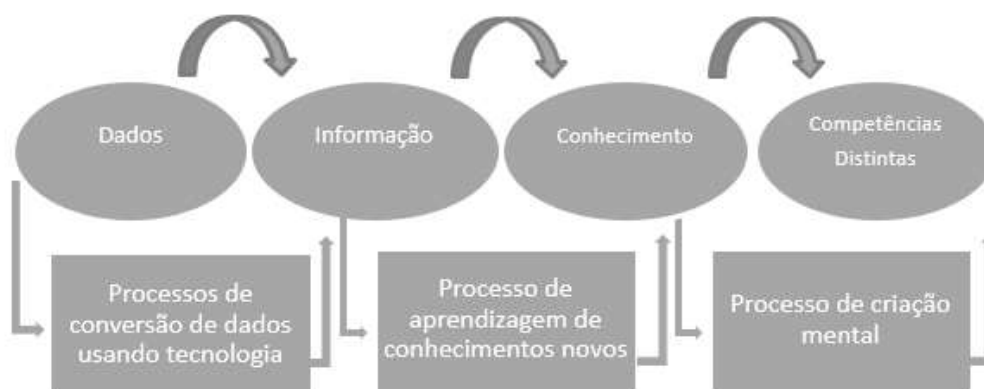 Dados
Informação
Conhecimento
Competências
Distintas
Processos de
conversão de dados
usando tecnologia
Processo de
aprendizagem de
conhecimentos novos
Processo de criação
mental